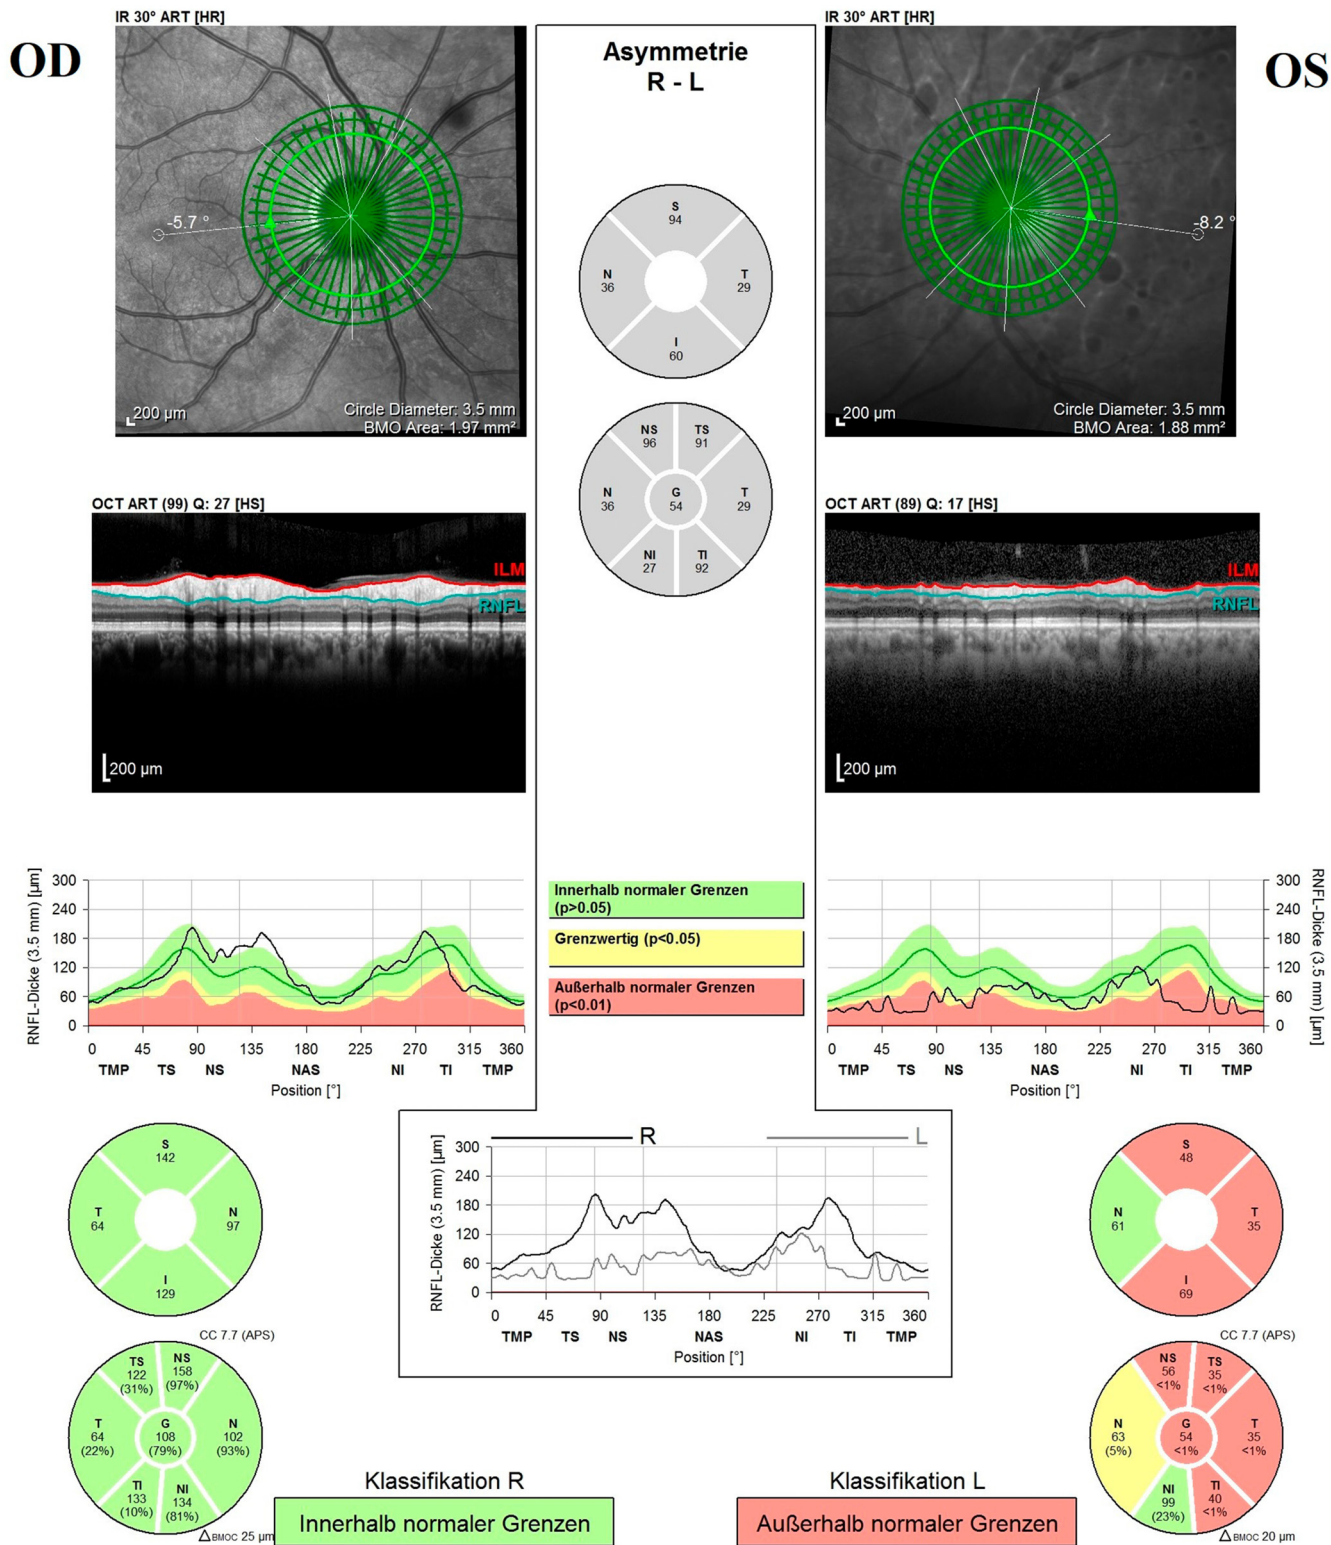 IR 30° ART [HR]
OD
-5.7 °
200 µm
Circle Diameter: 3.5 mm
BMO Area: 1.97 mm²
Asymmetrie
R - L
S
94
N
36
T
29
I
60
NS
96
TS
91
N
36
G
54
T
29
NI
27
TI
92
IR 30° ART [HR]
OS
-8.2 °
200 µm
Circle Diameter: 3.5 mm
BMO Area: 1.88 mm²
OCT ART (99) Q: 27 [HS]
ILM
RNFL
200 µm
OCT ART (89) Q: 17 [HS]
ILM
RNFL
200 µm
RNFL-Dicke (3.5 mm) [µm]
300
240
180
120
60
0
0 45 90 135 180 225 270 315 360
TMP TS NS NAS NI TI TMP
Position [°]
Innerhalb normaler Grenzen
(p>0.05)
Grenzwertig (p<0.05)
Außerhalb normaler Grenzen
(p<0.01)
300
240
180
120
60
0
RNFL-Dicke (3.5 mm) [µm]
0 45 90 135 180 225 270 315 360
TMP TS NS NAS NI TI TMP
Position [°]
R
L
RNFL-Dicke (3.5 mm) [µm]
300
240
180
120
60
0
0 45 90 135 180 225 270 315 360
TMP TS NS NAS NI TI TMP
Position [°]
S
142
T
64
N
97
I
129
CC 7.7 (APS)
TS
122
(31%)
NS
158
(97%)
T
64
(22%)
G
108
(79%)
N
102
(93%)
TI
133
(10%)
NI
134
(81%)
△BMOC 25 µm
Klassifikation R
Innerhalb normaler Grenzen
S
48
N
61
T
35
I
69
CC 7.7 (APS)
NS
56
<1%
TS
35
<1%
N
63
(5%)
G
54
<1%
T
35
<1%
NI
99
(23%)
TI
40
<1%
△BMOC 20 µm
Klassifikation L
Außerhalb normaler Grenzen